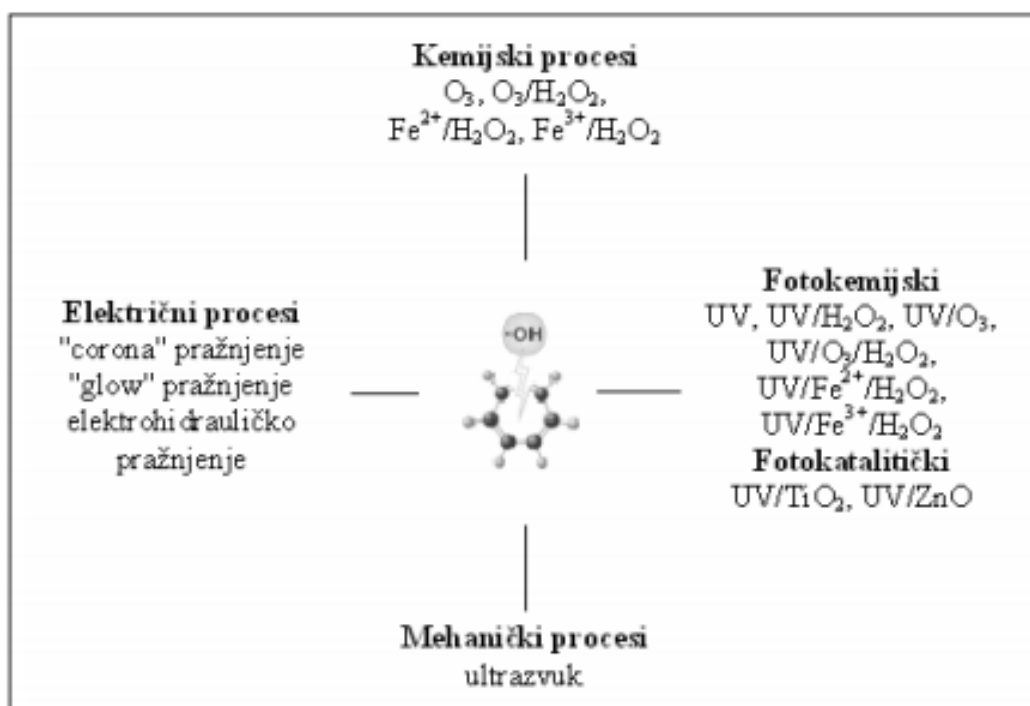 Kemijski procesi
O₃, O₃/H₂O₂,
Fe²⁺/H₂O₂, Fe³⁺/H₂O₂
Električni procesi
"corona" pražnjenje
"glow" pražnjenje
elektrohidrauličko
pražnjenje
·OH
Fotokemijski
UV, UV/H₂O₂, UV/O₃,
UV/O₃/H₂O₂,
UV/Fe²⁺/H₂O₂,
UV/Fe³⁺/H₂O₂
Fotokatalitički
UV/TiO₂, UV/ZnO
Mehanički procesi
ultrazvuk